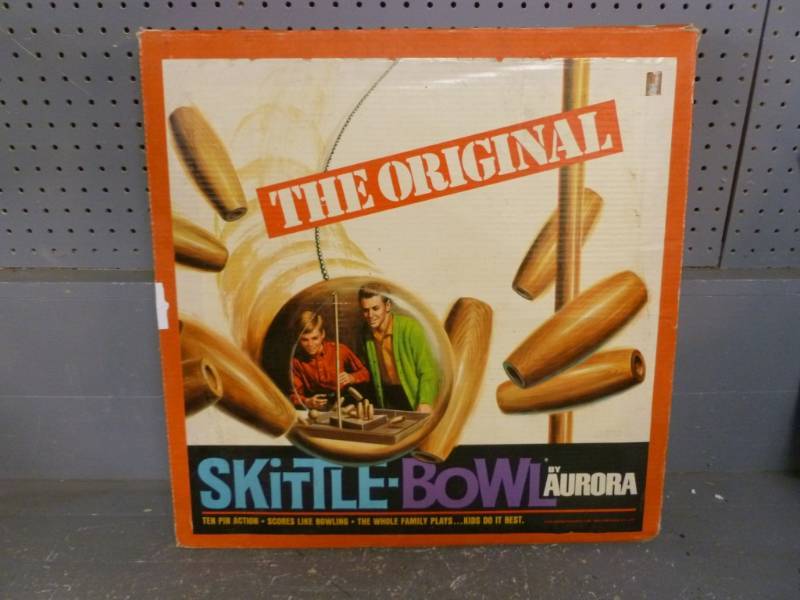 THE ORIGINAL
SKiTTLE-BOWL BY AURORA
TEN PIN ACTION • SCORES LIKE BOWLING • THE WHOLE FAMILY PLAYS...KIDS DO IT BEST.